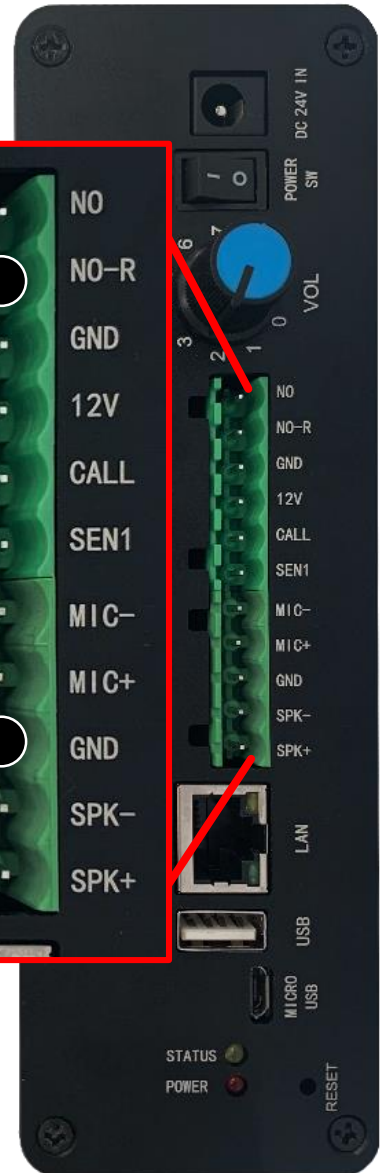 DC 24V IN
POWER
SW
I O
7
6
3
2
1
0
VOL
NO
NO-R
GND
12V
CALL
SEN1
MIC-
MIC+
GND
SPK-
SPK+
NO
NO-R
GND
12V
CALL
SEN1
MIC-
MIC+
GND
SPK-
SPK+
LAN
USB
MICRO
USB
STATUS
POWER
RESET